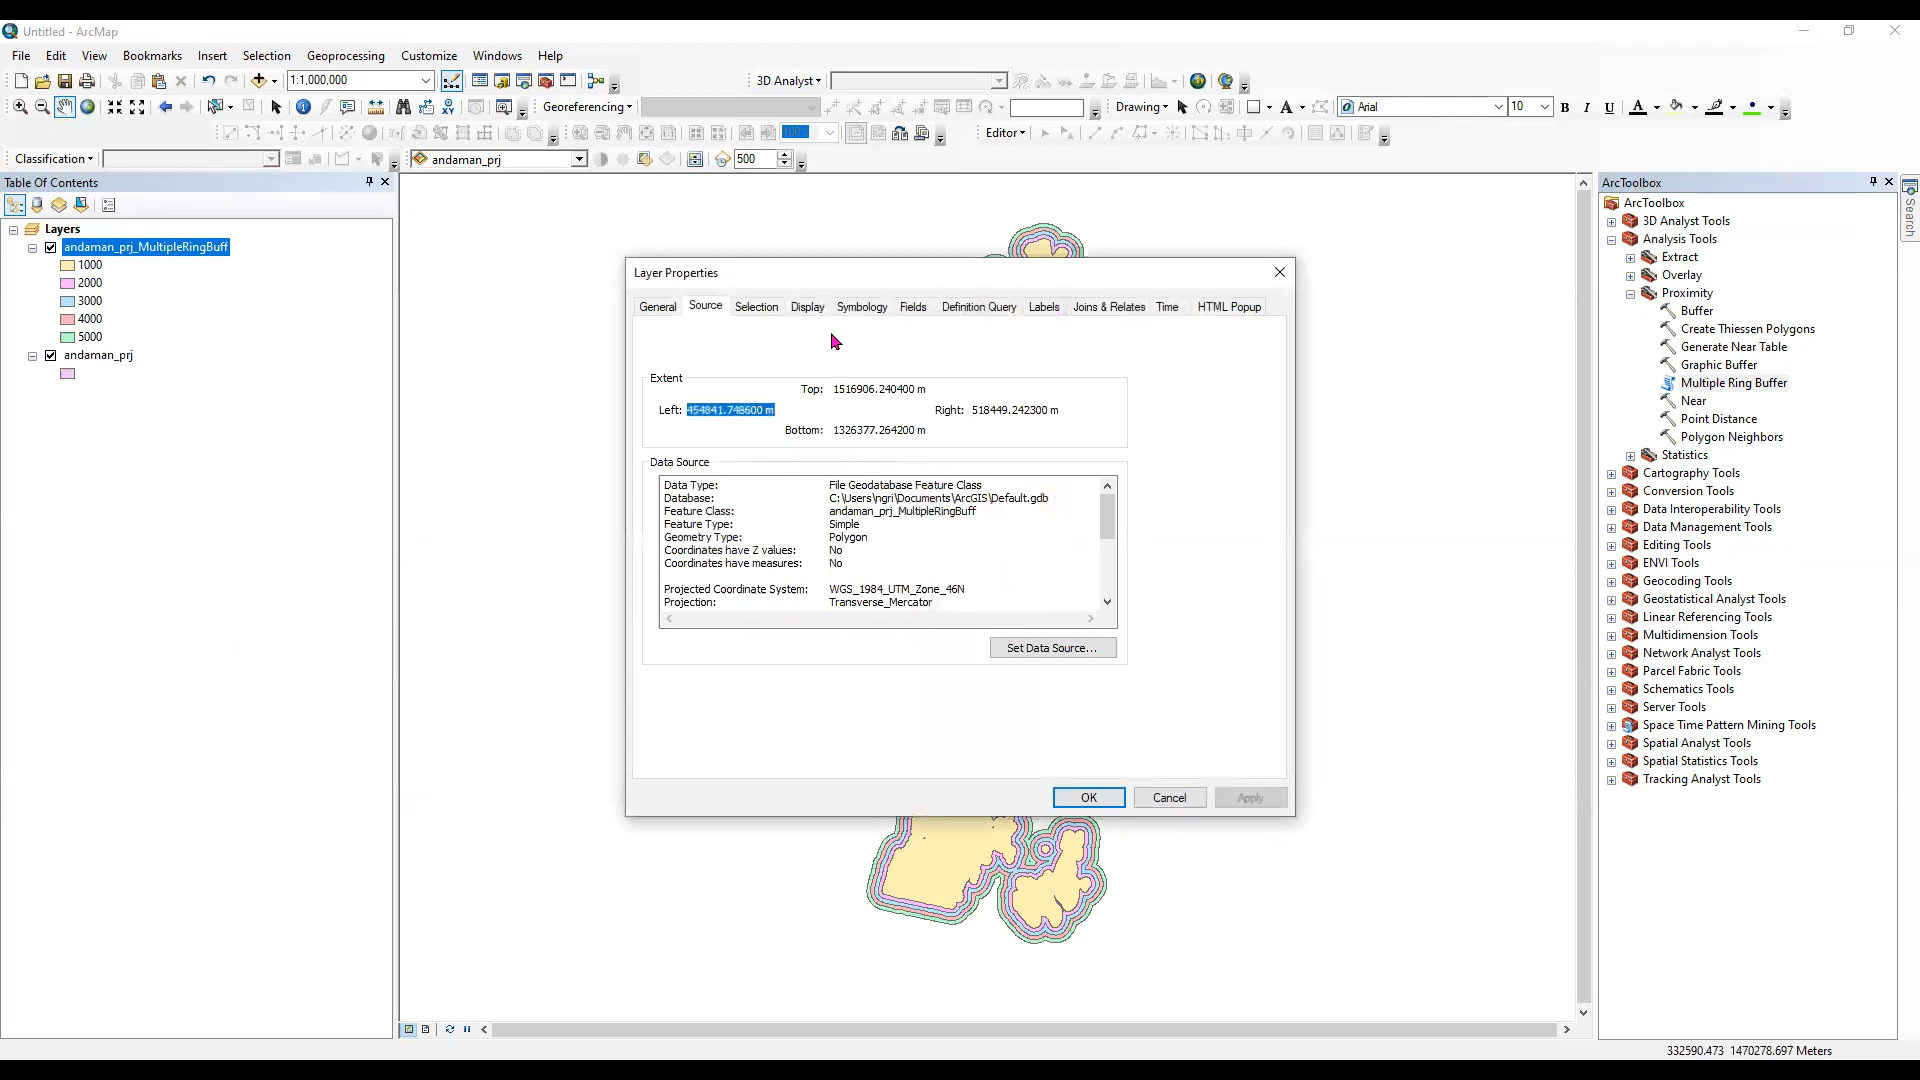 Untitled - ArcMap
File Edit View Bookmarks Insert Selection Geoprocessing Customize Windows Help
1:1,000,000 3D Analyst
Georeferencing Drawing Arial 10 B I U A
100% Editor
Classification andaman_prj 500
Table Of Contents
Layers
andaman_prj_MultipleRingBuff
1000
2000
3000
4000
5000
andaman_prj
Layer Properties
General Source Selection Display Symbology Fields Definition Query Labels Joins & Relates Time HTML Popup
Extent
Top: 1516906.240400 m
Left: 454841.748600 m Right: 518449.242300 m
Bottom: 1326377.264200 m
Data Source
Data Type: File Geodatabase Feature Class
Database: C:\Users\ngri\Documents\ArcGIS\Default.gdb
Feature Class: andaman_prj_MultipleRingBuff
Feature Type: Simple
Geometry Type: Polygon
Coordinates have Z values: No
Coordinates have measures: No
Projected Coordinate System: WGS_1984_UTM_Zone_46N
Projection: Transverse_Mercator
Set Data Source...
OK Cancel Apply
ArcToolbox
ArcToolbox
3D Analyst Tools
Analysis Tools
Extract
Overlay
Proximity
Buffer
Create Thiessen Polygons
Generate Near Table
Graphic Buffer
Multiple Ring Buffer
Near
Point Distance
Polygon Neighbors
Statistics
Cartography Tools
Conversion Tools
Data Interoperability Tools
Data Management Tools
Editing Tools
ENVI Tools
Geocoding Tools
Geostatistical Analyst Tools
Linear Referencing Tools
Multidimension Tools
Network Analyst Tools
Parcel Fabric Tools
Schematics Tools
Server Tools
Space Time Pattern Mining Tools
Spatial Analyst Tools
Spatial Statistics Tools
Tracking Analyst Tools
Search
332590.473 1470278.697 Meters